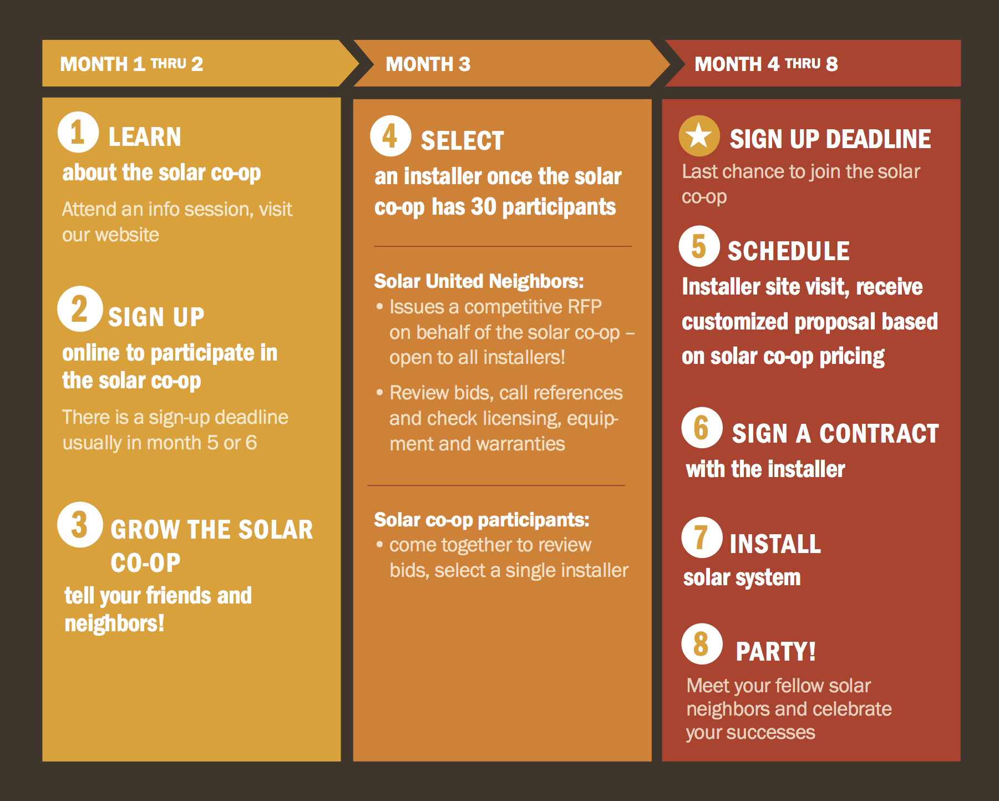 MONTH 1 THRU 2
1 LEARN
about the solar co-op
Attend an info session, visit
our website
2 SIGN UP
online to participate in
the solar co-op
There is a sign-up deadline
usually in month 5 or 6
3 GROW THE SOLAR
CO-OP
tell your friends and
neighbors!
MONTH 3
4 SELECT
an installer once the solar
co-op has 30 participants
Solar United Neighbors:
• Issues a competitive RFP
on behalf of the solar co-op –
open to all installers!
• Review bids, call references
and check licensing, equip-
ment and warranties
Solar co-op participants:
• come together to review
bids, select a single installer
MONTH 4 THRU 8
★ SIGN UP DEADLINE
Last chance to join the solar
co-op
5 SCHEDULE
Installer site visit, receive
customized proposal based
on solar co-op pricing
6 SIGN A CONTRACT
with the installer
7 INSTALL
solar system
8 PARTY!
Meet your fellow solar
neighbors and celebrate
your successes